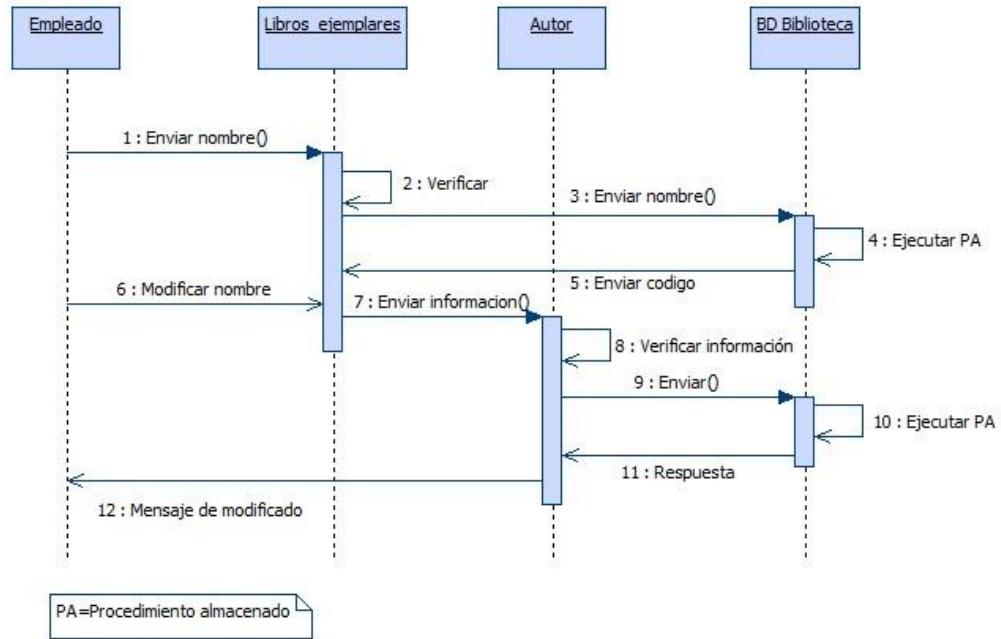 Empleado
Libros_ejemplares
Autor
BD Biblioteca
1 : Enviar nombre()
2 : Verificar
3 : Enviar nombre()
4 : Ejecutar PA
5 : Enviar codigo
6 : Modificar nombre
7 : Enviar informacion()
8 : Verificar información
9 : Enviar()
10 : Ejecutar PA
11 : Respuesta
12 : Mensaje de modificado
PA=Procedimiento almacenado